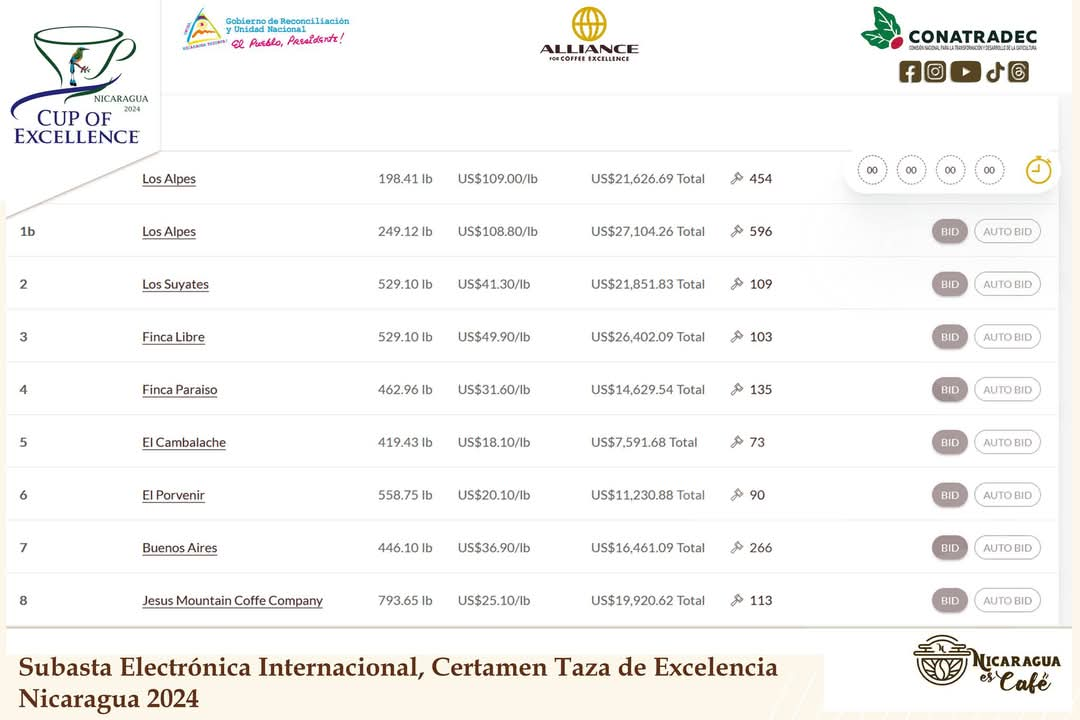 NICARAGUA
2024
CUP OF
EXCELLENCE
Gobierno de Reconciliación
y Unidad Nacional
El Pueblo, Presidente!
ALLIANCE
FOR COFFEE EXCELLENCE
CONATRADEC
COMISIÓN NACIONAL PARA LA TRANSFORMACIÓN Y DESARROLLO DE LA CAFICULTURA
00 00 00 00
Los Alpes 198.41 lb US$109.00/lb US$21,626.69 Total 454
1b Los Alpes 249.12 lb US$108.80/lb US$27,104.26 Total 596 BID AUTO BID
2 Los Suyates 529.10 lb US$41.30/lb US$21,851.83 Total 109 BID AUTO BID
3 Finca Libre 529.10 lb US$49.90/lb US$26,402.09 Total 103 BID AUTO BID
4 Finca Paraiso 462.96 lb US$31.60/lb US$14,629.54 Total 135 BID AUTO BID
5 El Cambalache 419.43 lb US$18.10/lb US$7,591.68 Total 73 BID AUTO BID
6 El Porvenir 558.75 lb US$20.10/lb US$11,230.88 Total 90 BID AUTO BID
7 Buenos Aires 446.10 lb US$36.90/lb US$16,461.09 Total 266 BID AUTO BID
8 Jesus Mountain Coffe Company 793.65 lb US$25.10/lb US$19,920.62 Total 113 BID AUTO BID
Subasta Electrónica Internacional, Certamen Taza de Excelencia
Nicaragua 2024
NICARAGUA
es Café